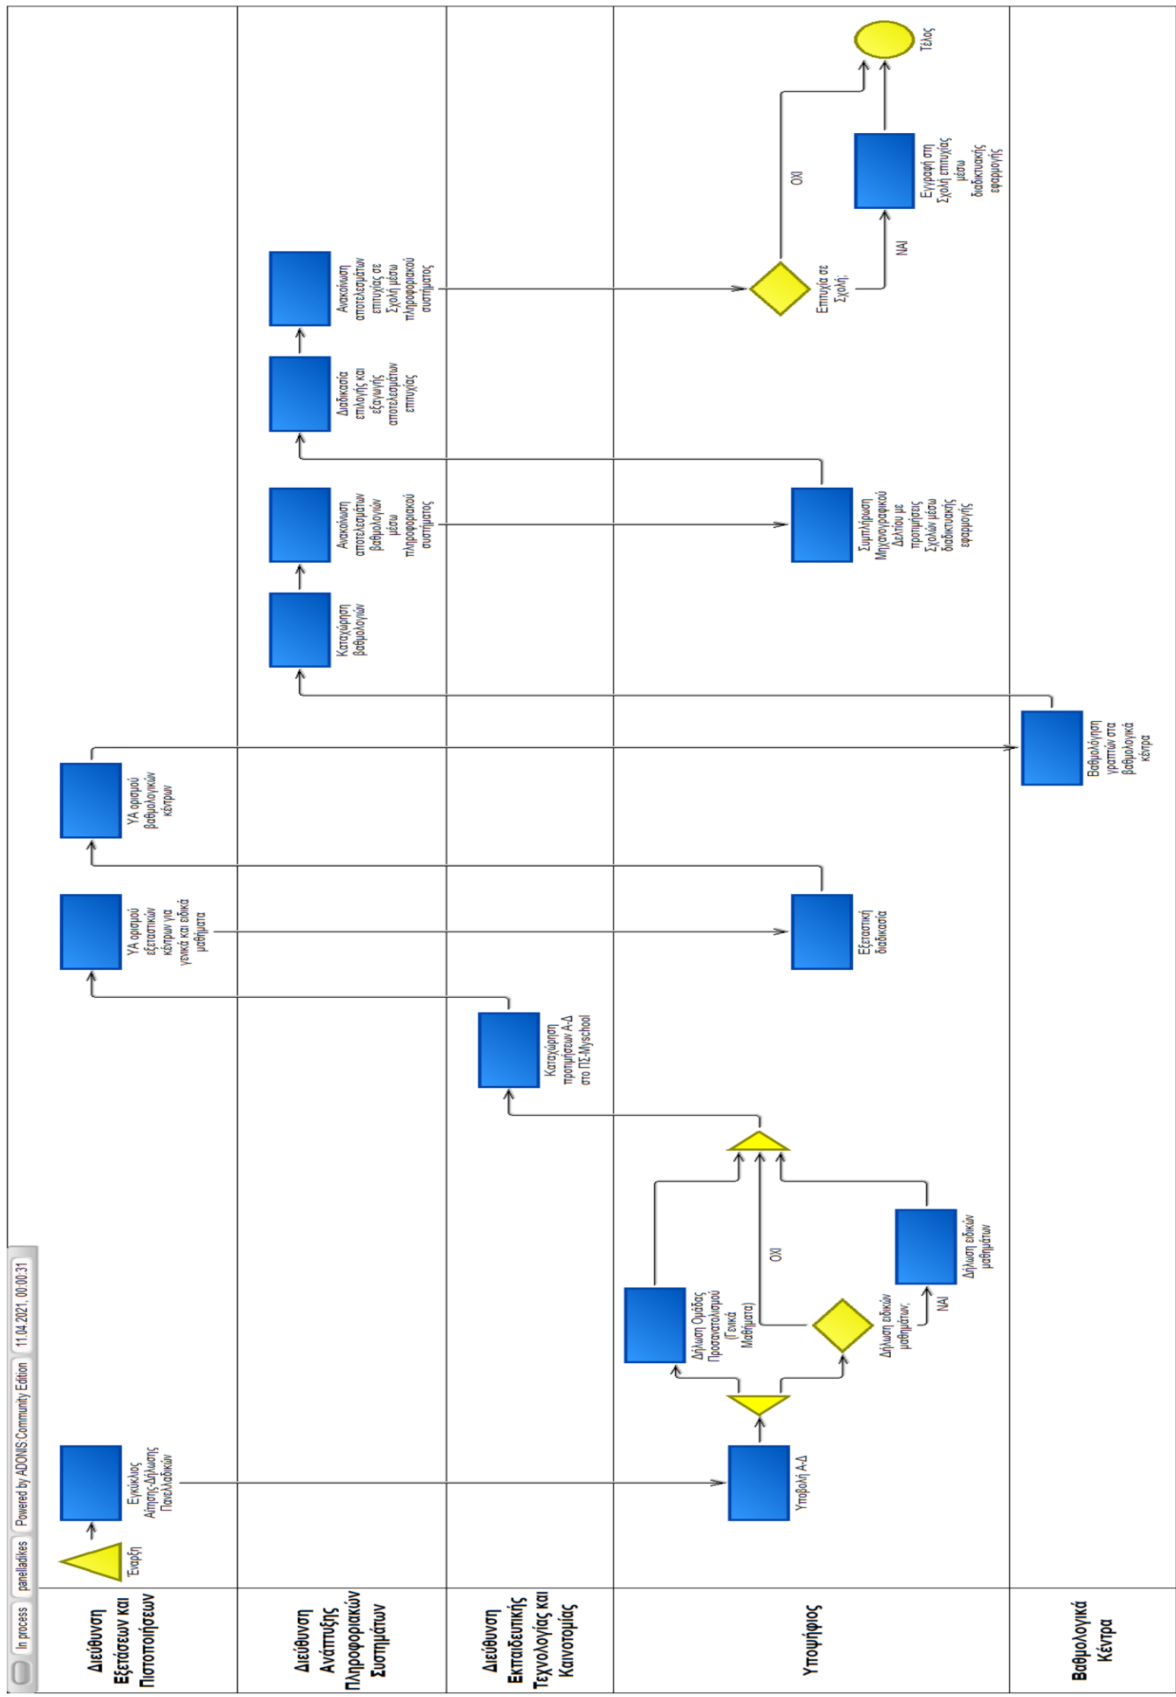 In process
panelladikes
Powered by ADONIS:Community Edition
11.04.2021, 00:00:31
Διεύθυνση
Εξετάσεων και
Πιστοποιήσεων
Έναρξη
Εγκύκλιος
Αίτησης-Δήλωσης
Πανελλαδικών
ΥΑ ορισμού
εξεταστικών
κέντρων για
γενικά και ειδικά
μαθήματα
ΥΑ ορισμού
βαθμολογικών
κέντρων
Διεύθυνση
Ανάπτυξης
Πληροφοριακών
Συστημάτων
Καταχώρηση
βαθμολογιών
Ανακοίνωση
αποτελεσμάτων
βαθμολογιών
μέσω
πληροφοριακού
συστήματος
Διαδικασία
επιλογής και
εξαγωγής
αποτελεσμάτων
επιτυχίας
Ανακοίνωση
αποτελεσμάτων
επιτυχίας σε
Σχολή μέσω
πληροφοριακού
συστήματος
Διεύθυνση
Εκπαιδευτικής
Τεχνολογίας και
Καινοτομίας
Καταχώρηση
προτιμήσεων Α-Δ
στο ΠΣ-Myschool
Υποψήφιος
Υποβολή Α-Δ
Δήλωση Ομάδας
Προσανατολισμού
(Γενικά
Μαθήματα)
ΟΧΙ
Δήλωση ειδικών
μαθημάτων;
ΝΑΙ
Δήλωση ειδικών
μαθημάτων
Εξεταστική
διαδικασία
Συμπλήρωση
Μηχανογραφικού
Δελτίου με
προτιμήσεις
Σχολών μέσω
διαδικτυακής
εφαρμογής
Επιτυχία σε
Σχολή;
ΟΧΙ
ΝΑΙ
Εγγραφή στη
Σχολή επιτυχίας
μέσω
διαδικτυακής
εφαρμογής
Τέλος
Βαθμολογικά
Κέντρα
Βαθμολόγηση
γραπτών στα
βαθμολογικά
κέντρα